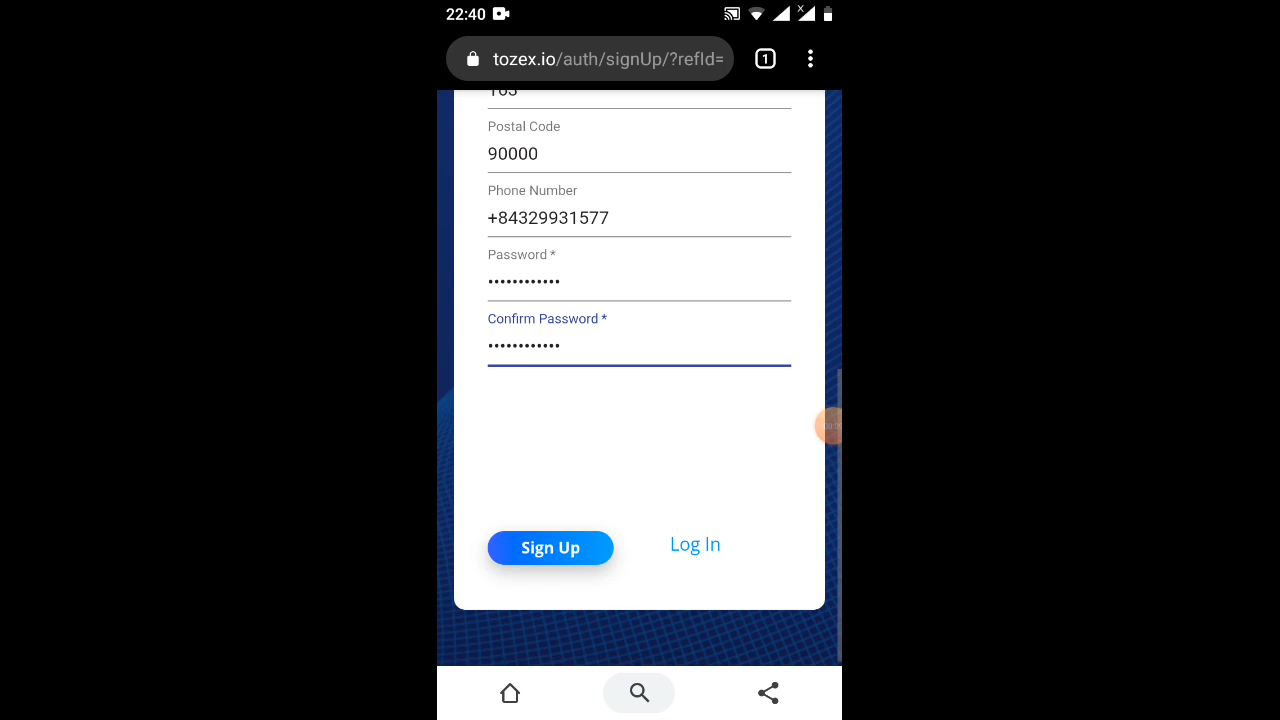 22:40
tozex.io/auth/signUp/?refId=
1
Postal Code
90000
Phone Number
+84329931577
Password *
••••••••••••
Confirm Password *
••••••••••••
Sign Up
Log In